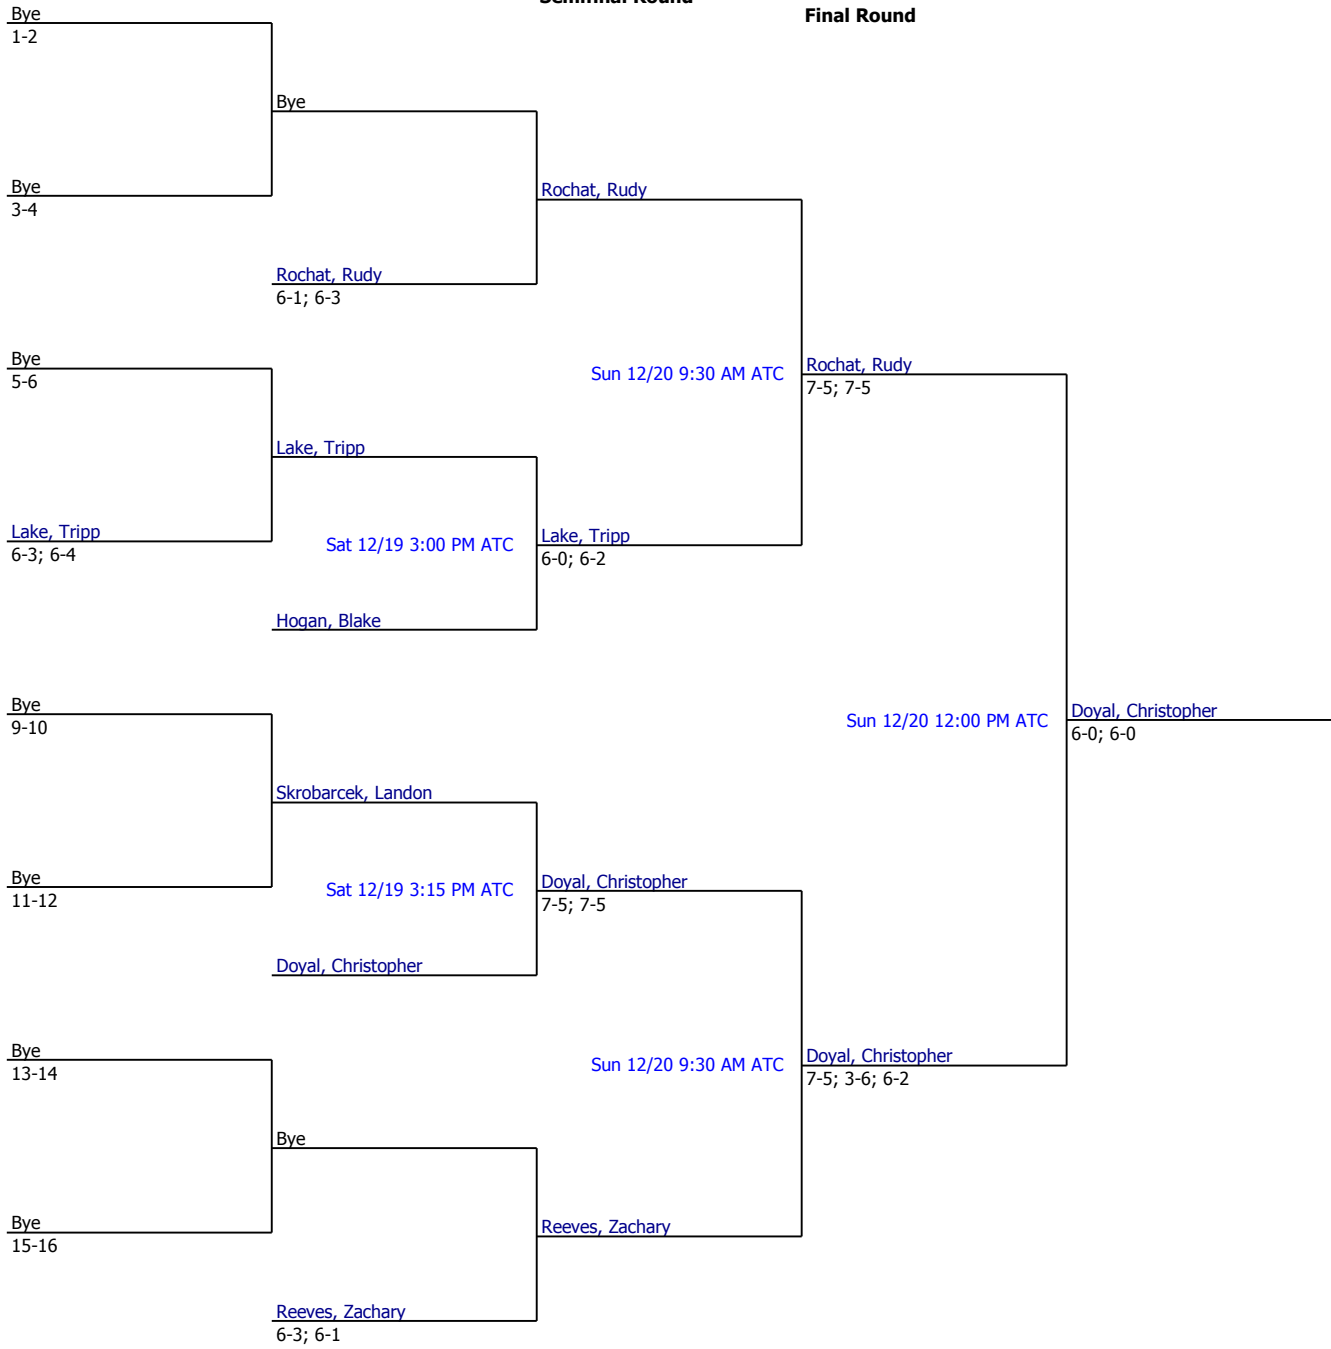 Semifinal Round
Final Round
Bye
1-2
Bye
Bye
3-4
Rochat, Rudy
Rochat, Rudy
6-1; 6-3
Bye
5-6
Sun 12/20 9:30 AM ATC
Rochat, Rudy
7-5; 7-5
Lake, Tripp
Lake, Tripp
6-3; 6-4
Sat 12/19 3:00 PM ATC
Lake, Tripp
6-0; 6-2
Hogan, Blake
Bye
9-10
Sun 12/20 12:00 PM ATC
Doyal, Christopher
6-0; 6-0
Skrobarcek, Landon
Bye
11-12
Sat 12/19 3:15 PM ATC
Doyal, Christopher
7-5; 7-5
Doyal, Christopher
Bye
13-14
Sun 12/20 9:30 AM ATC
Doyal, Christopher
7-5; 3-6; 6-2
Bye
Bye
15-16
Reeves, Zachary
Reeves, Zachary
6-3; 6-1